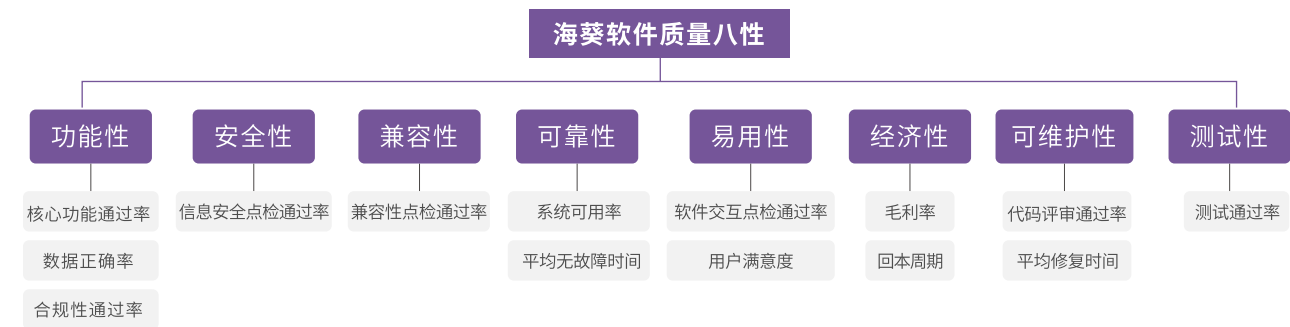 海葵软件质量八性
功能性
安全性
兼容性
可靠性
易用性
经济性
可维护性
测试性
核心功能通过率
信息安全点检通过率
兼容性点检通过率
系统可用率
软件交互点检通过率
毛利率
代码评审通过率
测试通过率
数据正确率
平均无故障时间
用户满意度
回本周期
平均修复时间
合规性通过率